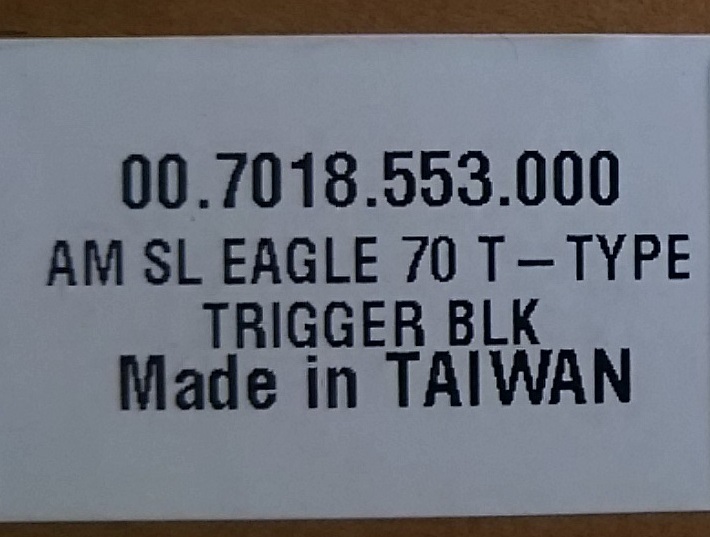 00.7018.553.000
AM SL EAGLE 70 T-TYPE
TRIGGER BLK
Made in TAIWAN